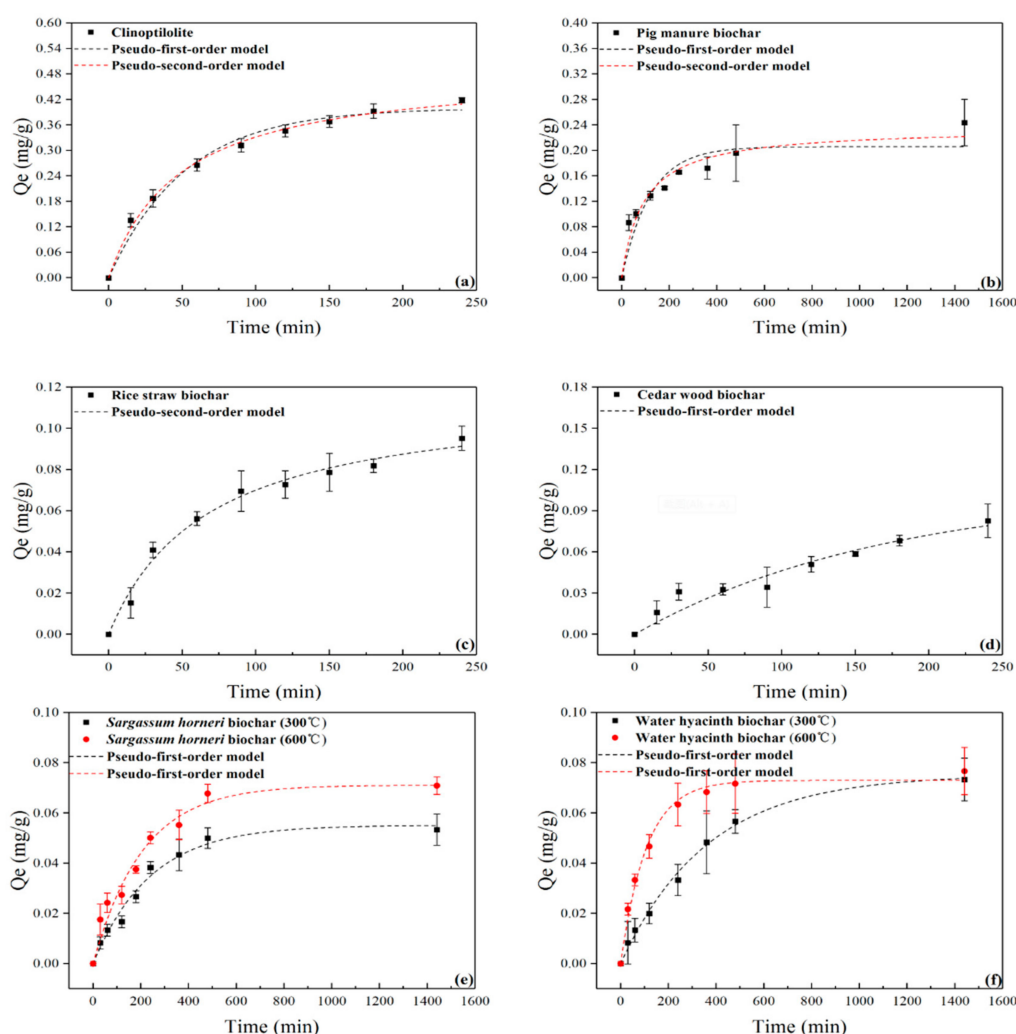 0.60
0.54
0.48
0.42
0.36
0.30
0.24
0.18
0.12
0.06
0.00
Qe (mg/g)
Clinoptilolite
Pseudo-first-order model
Pseudo-second-order model
(a)
0 50 100 150 200 250
Time (min)
0.40
0.36
0.32
0.28
0.24
0.20
0.16
0.12
0.08
0.04
0.00
Qe (mg/g)
Pig manure biochar
Pseudo-first-order model
Pseudo-second-order model
(b)
0 200 400 600 800 1000 1200 1400 1600
Time (min)
0.12
0.10
0.08
0.06
0.04
0.02
0.00
Qe (mg/g)
Rice straw biochar
Pseudo-second-order model
(c)
0 50 100 150 200 250
Time (min)
0.18
0.15
0.12
0.09
0.06
0.03
0.00
Qe (mg/g)
Cedar wood biochar
Pseudo-first-order model
(d)
0 50 100 150 200 250
Time (min)
0.10
0.08
0.06
0.04
0.02
0.00
Qe (mg/g)
Sargassum horneri biochar (300℃)
Sargassum horneri biochar (600℃)
Pseudo-first-order model
Pseudo-first-order model
(e)
0 200 400 600 800 1000 1200 1400 1600
Time (min)
0.10
0.08
0.06
0.04
0.02
0.00
Qe (mg/g)
Water hyacinth biochar (300℃)
Water hyacinth biochar (600℃)
Pseudo-first-order model
Pseudo-first-order model
(f)
0 200 400 600 800 1000 1200 1400 1600
Time (min)